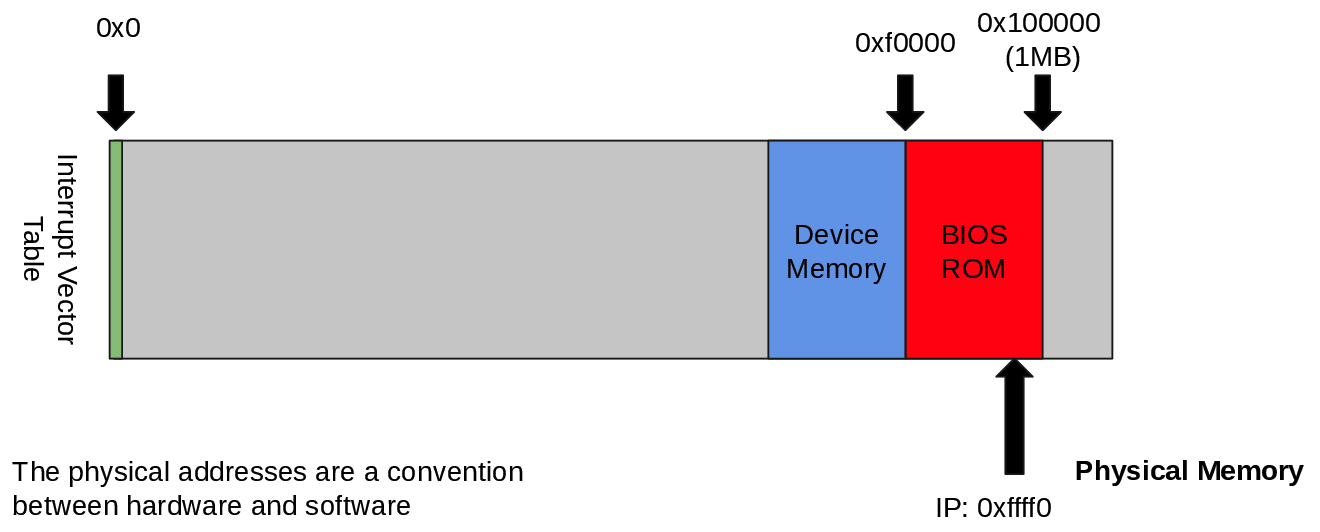 0x0
0xf0000
0x100000
(1MB)
Interrupt Vector
Table
Device
Memory
BIOS
ROM
The physical addresses are a convention
between hardware and software
Physical Memory
IP: 0xffff0